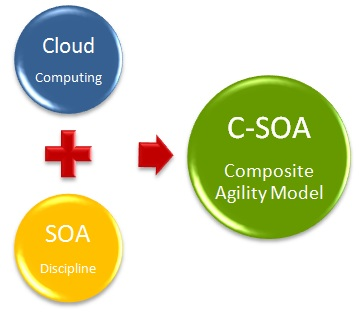 Cloud
Computing
SOA
Discipline
C-SOA
Composite
Agility Model